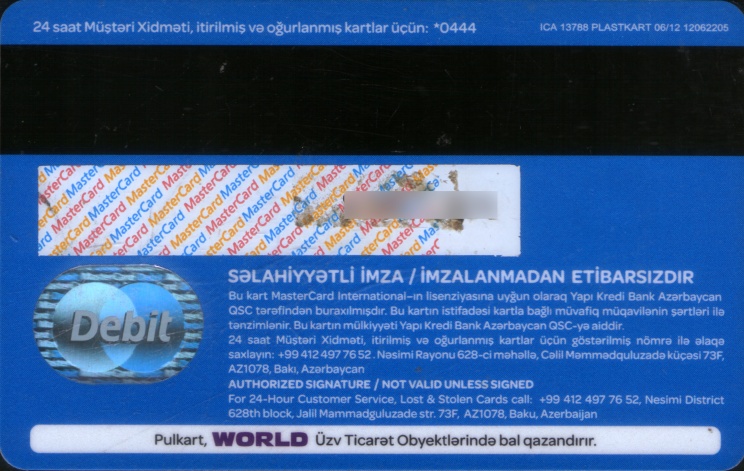 24 saat Müştəri Xidməti, itirilmiş və oğurlanmış kartlar üçün: *0444
ICA 13788 PLASTKART 06/12 12062205
MasterCard MasterCard MasterCard MasterCard MasterCard
Debit
SƏLAHİYYƏTLİ İMZA / İMZALANMADAN ETİBARSIZDIR
Bu kart MasterCard International-ın lisenziyasına uyğun olaraq Yapı Kredi Bank Azərbaycan
QSC tərəfindən buraxılmışdır. Bu kartın istifadəsi kartla bağlı müvafiq müqavilənin şərtləri ilə
tənzimlənir. Bu kartın mülkiyyəti Yapı Kredi Bank Azərbaycan QSC-yə aiddir.
24 saat Müştəri Xidməti, itirilmiş və oğurlanmış kartlar üçün göstərilmiş nömrə ilə əlaqə
saxlayın: +99 412 497 76 52 . Nəsimi Rayonu 628-ci məhəllə, Cəlil Məmmədquluzadə küçəsi 73F,
AZ1078, Bakı, Azərbaycan
AUTHORIZED SIGNATURE / NOT VALID UNLESS SIGNED
For 24-Hour Customer Service, Lost & Stolen Cards call: +99 412 497 76 52, Nesimi District
628th block, Jalil Mammadguluzade str. 73F, AZ1078, Baku, Azerbaijan
Pulkart, WORLD Üzv Ticarət Obyektlərində bal qazandırır.